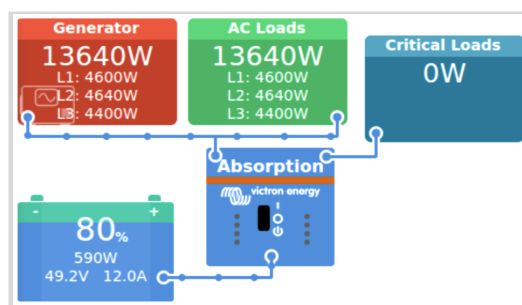 Generator
13640W
L1: 4600W
L2: 4640W
L3: 4400W
AC Loads
13640W
L1: 4600W
L2: 4640W
L3: 4400W
Critical Loads
0W
Absorption
victron energy
I
- +
80%
590W
49.2V 12.0A